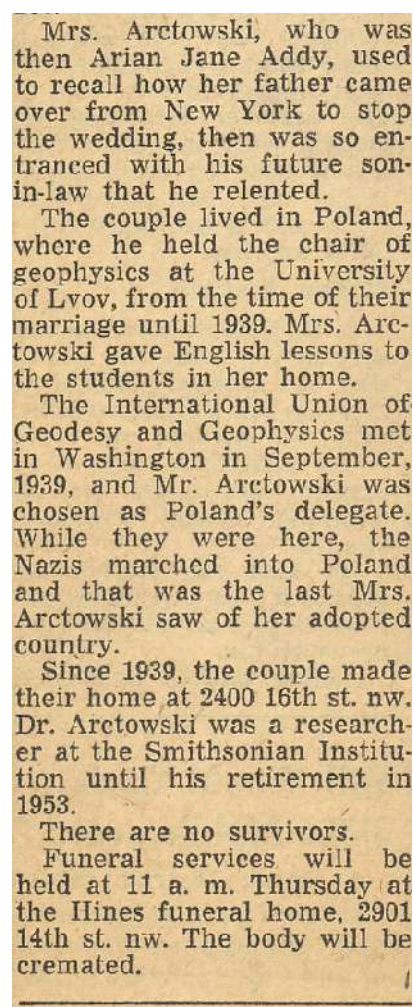 Mrs. Arctowski, who was
then Arian Jane Addy, used
to recall how her father came
over from New York to stop
the wedding, then was so en-
tranced with his future son-
in-law that he relented.
The couple lived in Poland,
where he held the chair of
geophysics at the University
of Lvov, from the time of their
marriage until 1939. Mrs. Arc-
towski gave English lessons to
the students in her home.
The International Union of
Geodesy and Geophysics met
in Washington in September,
1939, and Mr. Arctowski was
chosen as Poland's delegate.
While they were here, the
Nazis marched into Poland
and that was the last Mrs.
Arctowski saw of her adopted
country.
Since 1939, the couple made
their home at 2400 16th st. nw.
Dr. Arctowski was a research-
er at the Smithsonian Institu-
tion until his retirement in
1953.
There are no survivors.
Funeral services will be
held at 11 a. m. Thursday at
the Hines funeral home, 2901
14th st. nw. The body will be
cremated.